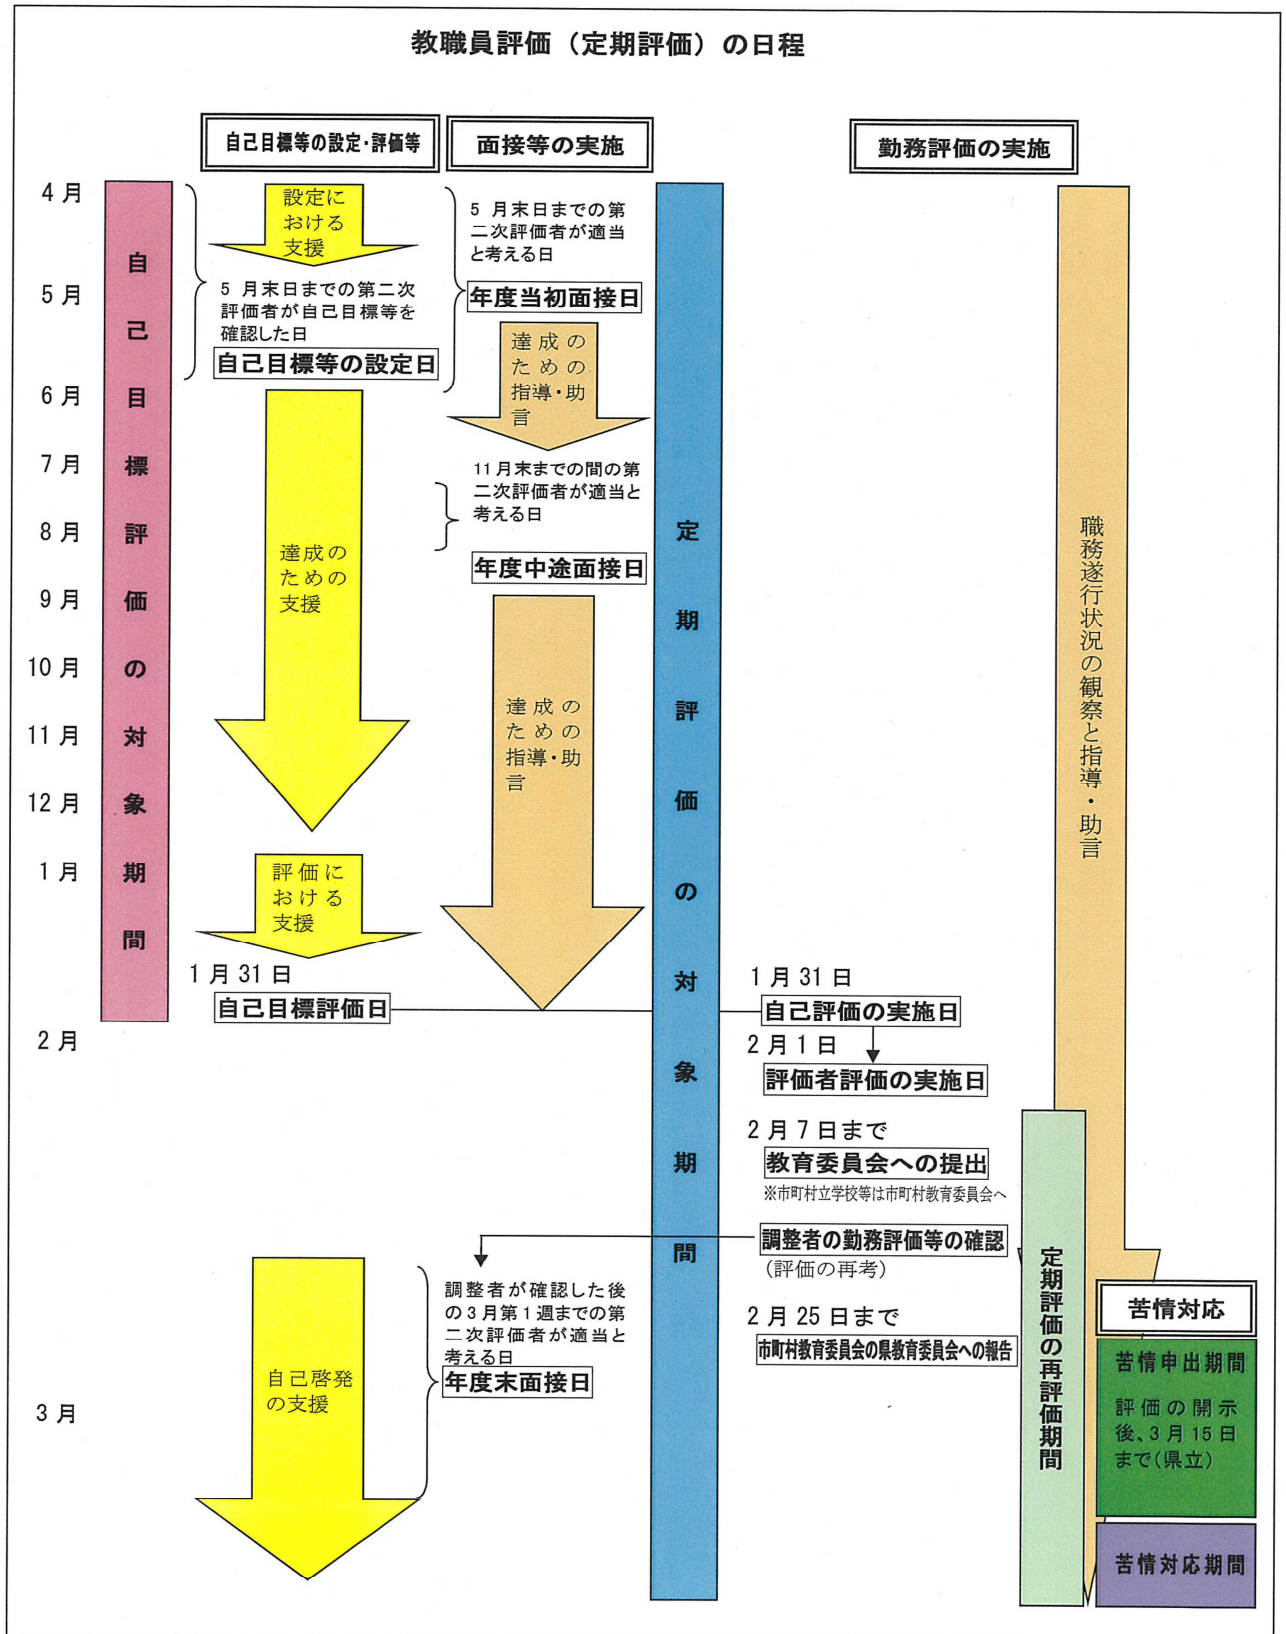 教職員評価（定期評価）の日程
自己目標等の設定・評価等
面接等の実施
勤務評価の実施
4月
5月
6月
7月
8月
9月
10月
11月
12月
1月
2月
3月
自己目標評価の対象期間
設定に
おける
支援
5 月末日までの第二次
評価者が自己目標等を
確認した日
自己目標等の設定日
達成の
ための
支援
評価に
おける
支援
1月31日
自己目標評価日
自己啓発
の支援
5 月末日までの第
二次評価者が適当
と考える日
年度当初面接日
達成の
ための
指導・助
言
11月末までの間の第
二次評価者が適当と
考える日
年度中途面接日
達成の
ための
指導・助
言
調整者が確認した後
の3月第1週までの第
二次評価者が適当と
考える日
年度末面接日
定期評価の対象期間
1月31日
自己評価の実施日
2月1日
評価者評価の実施日
2月7日まで
教育委員会への提出
※市町村立学校等は市町村教育委員会へ
調整者の勤務評価等の確認
（評価の再考）
2月25日まで
市町村教育委員会の県教育委員会への報告
職務遂行状況の観察と指導・助言
定期評価の再評価期間
苦情対応
苦情申出期間
評価の開示
後、3月15日
まで（県立）
苦情対応期間